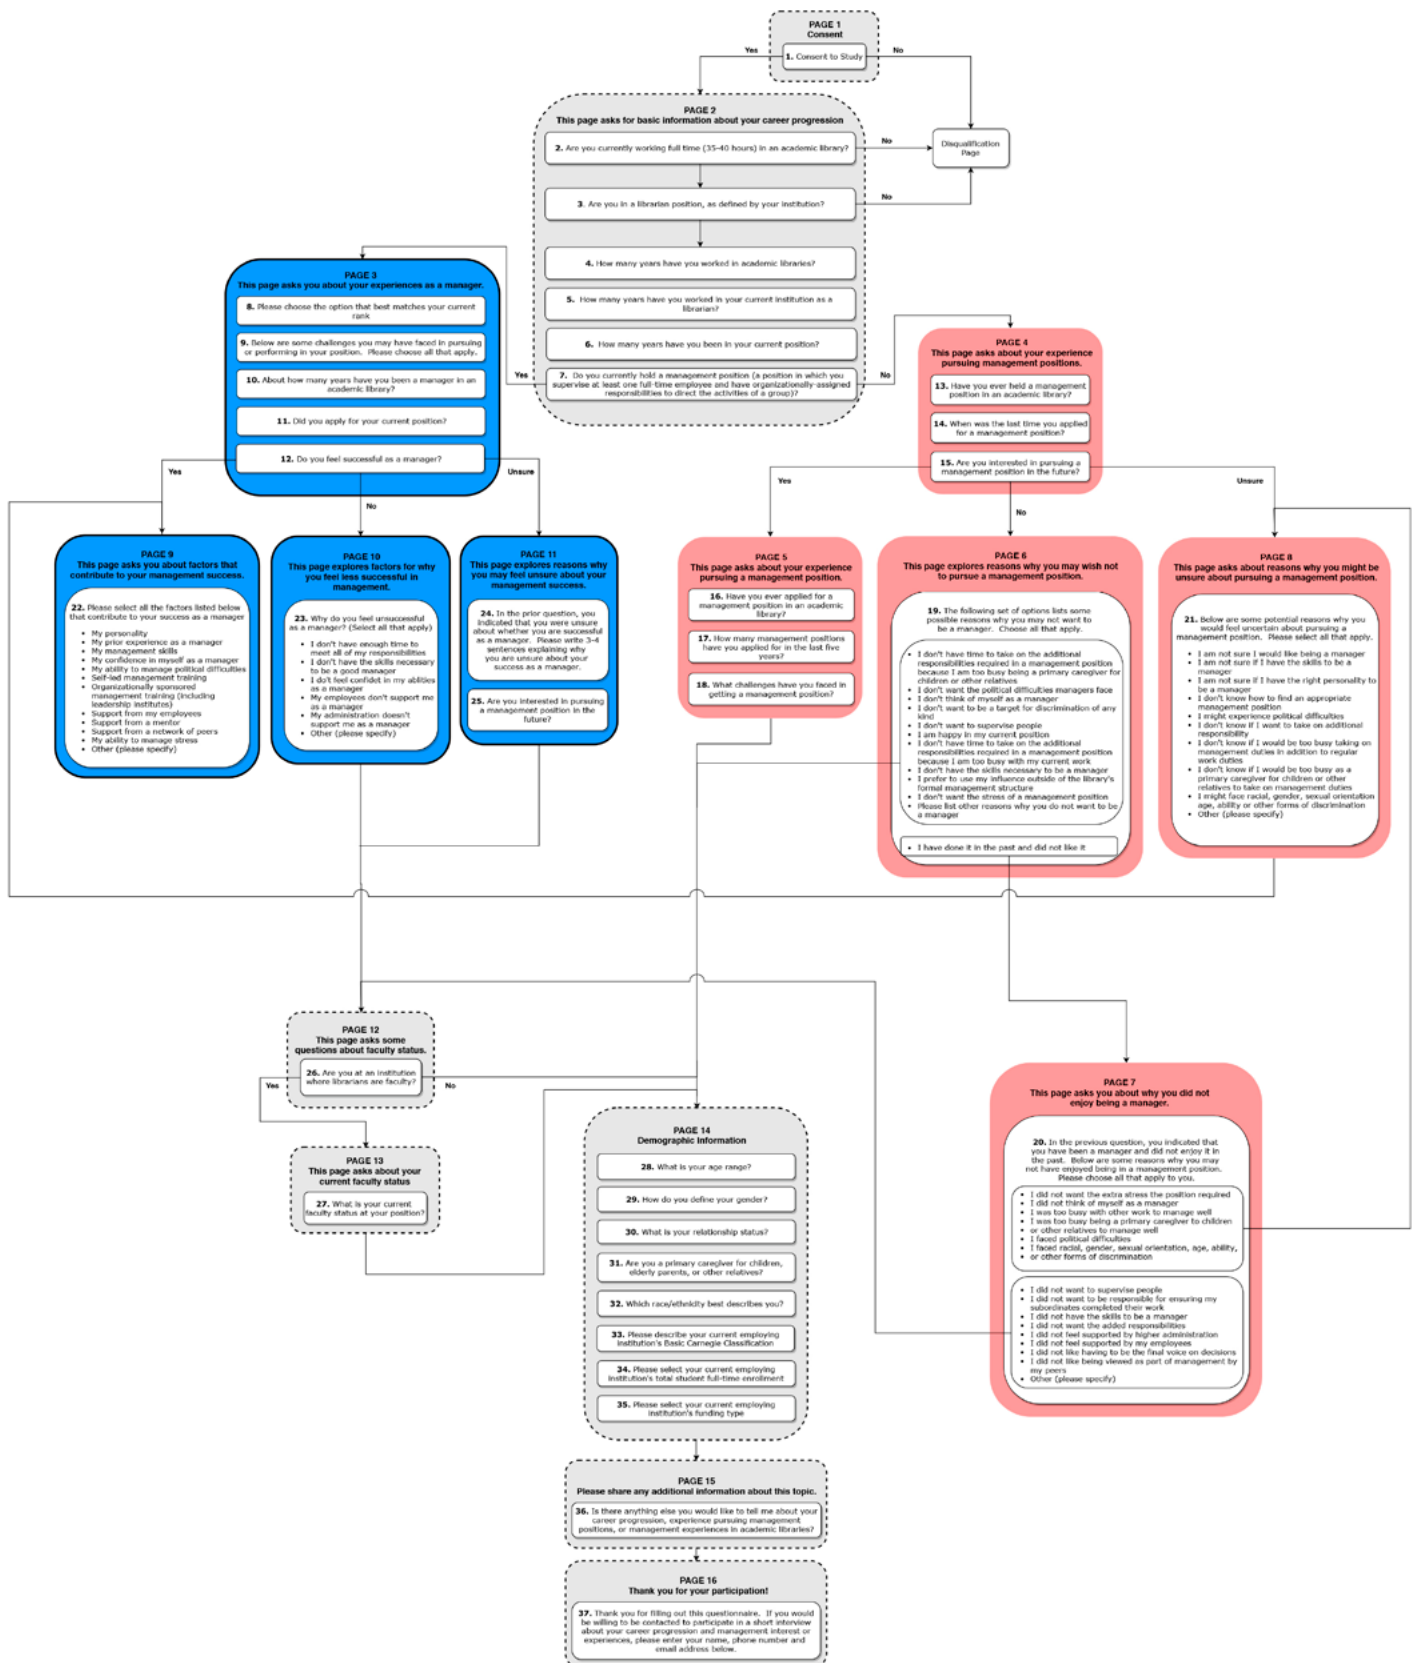 PAGE 1
Consent
Yes
1. Consent to Study
No
PAGE 2
This page asks for basic information about your career progression
2. Are you currently working full time (35-40 hours) in an academic library?
No
Disqualification
Page
3. Are you in a librarian position, as defined by your institution?
No
4. How many years have you worked in academic libraries?
5. How many years have you worked in your current institution as a
librarian?
6. How many years have you been in your current position?
Yes
7. Do you currently hold a management position (a position in which you
supervise at least one full-time employee and have organizationally-assigned
responsibilities to direct the activities of a group)?
No
PAGE 3
This page asks you about your experiences as a manager.
8. Please choose the option that best matches your current
rank
9. Below are some challenges you may have faced in pursuing
or performing in your position. Please choose all that apply.
10. About how many years have you been a manager in an
academic library?
11. Did you apply for your current position?
12. Do you feel successful as a manager?
Yes
No
Unsure
PAGE 4
This page asks about your experience
pursuing management positions.
13. Have you ever held a management
position in an academic library?
14. When was the last time you applied
for a management position?
15. Are you interested in pursuing a
management position in the future?
Yes
No
Unsure
PAGE 9
This page asks you about factors that
contribute to your management success.
22. Please select all the factors listed below
that contribute to your success as a manager
• My personality
• My prior experience as a manager
• My management skills
• My confidence in myself as a manager
• My ability to manage political difficulties
• Self-led management training
• Organizationally sponsored
management training (including
leadership institutes)
• Support from my employees
• Support from a mentor
• Support from a network of peers
• My ability to manage stress
• Other (please specify)
PAGE 10
This page explores factors for why
you feel less successful in
management.
23. Why do you feel unsuccessful
as a manager? (Select all that apply)
• I don't have enough time to
meet all of my responsibilities
• I don't have the skills necessary
to be a good manager
• I do't feel confident in my abilities
as a manager
• My employees don't support me
as a manager
• My administration doesn't
support me as a manager
• Other (please specify)
PAGE 11
This page explores reasons why
you may feel unsure about your
management success.
24. In the prior question, you
indicated that you were unsure
about whether you are successful
as a manager. Please write 3-4
sentences explaining why
you are unsure about your
success as a manager.
25. Are you interested in pursuing
a management position in the
future?
PAGE 5
This page asks about your experience
pursuing a management position.
16. Have you ever applied for a
management position in an academic
library?
17. How many management positions
have you applied for in the last five
years?
18. What challenges have you faced in
getting a management position?
PAGE 6
This page explores reasons why you may wish not
to pursue a management position.
19. The following set of options lists some
possible reasons why you may not want to
be a manager. Choose all that apply.
• I don't have time to take on the additional
responsibilities required in a management position
because I am too busy being a primary caregiver for
children or other relatives
• I don't want the political difficulties managers face
• I don't think of myself as a manager
• I don't want to be a target for discrimination of any
kind
• I don't want to supervise people
• I am happy in my current position
• I don't have time to take on the additional
responsibilities required in a management position
because I am too busy with my current work
• I don't have the skills necessary to be a manager
• I prefer to use my influence outside of the library's
formal management structure
• I don't want the stress of a management position
• Please list other reasons why you do not want to be
a manager
• I have done it in the past and did not like it
PAGE 8
This page asks about reasons why you might be
unsure about pursuing a management position.
21. Below are some potential reasons why you
would feel uncertain about pursuing a
management position. Please select all that apply.
• I am not sure I would like being a manager
• I am not sure if I have the skills to be a
manager
• I am not sure if I have the right personality to
be a manager
• I don't know how to find an appropriate
management position
• I might experience political difficulties
• I don't know if I want to take on additional
responsibility
• I don't know if I would be too busy taking on
management duties in addition to regular
work duties
• I don't know if I would be too busy as a
primary caregiver for children or other
relatives to take on management duties
• I might face racial, gender, sexual orientation
age, ability or other forms of discrimination
• Other (please specify)
PAGE 12
This page asks some
questions about faculty status.
26. Are you at an institution
where librarians are faculty?
Yes
No
PAGE 13
This page asks about your
current faculty status
27. What is your current
faculty status at your position?
PAGE 14
Demographic Information
28. What is your age range?
29. How do you define your gender?
30. What is your relationship status?
31. Are you a primary caregiver for children,
elderly parents, or other relatives?
32. Which race/ethnicity best describes you?
33. Please describe your current employing
institution's Basic Carnegie Classification
34. Please select your current employing
institution's total student full-time enrollment
35. Please select your current employing
institution's funding type
PAGE 7
This page asks you about why you did not
enjoy being a manager.
20. In the previous question, you indicated that
you have been a manager and did not enjoy it in
the past. Below are some reasons why you may
not have enjoyed being in a management position.
Please choose all that apply to you.
• I did not want the extra stress the position required
• I did not think of myself as a manager
• I was too busy with other work to manage well
• I was too busy being a primary caregiver to children
• or other relatives to manage well
• I faced political difficulties
• I faced racial, gender, sexual orientation, age, ability,
• or other forms of discrimination
• I did not want to supervise people
• I did not want to be responsible for ensuring my
subordinates completed their work
• I did not have the skills to be a manager
• I did not want the added responsibilities
• I did not feel supported by higher administration
• I did not feel supported by my employees
• I did not like having to be the final voice on decisions
• I did not like being viewed as part of management by
my peers
• Other (please specify)
PAGE 15
Please share any additional information about this topic.
36. Is there anything else you would like to tell me about your
career progression, experience pursuing management
positions, or management experiences in academic libraries?
PAGE 16
Thank you for your participation!
37. Thank you for filling out this questionnaire. If you would
be willing to be contacted to participate in a short interview
about your career progression and management interest or
experiences, please enter your name, phone number and
email address below.